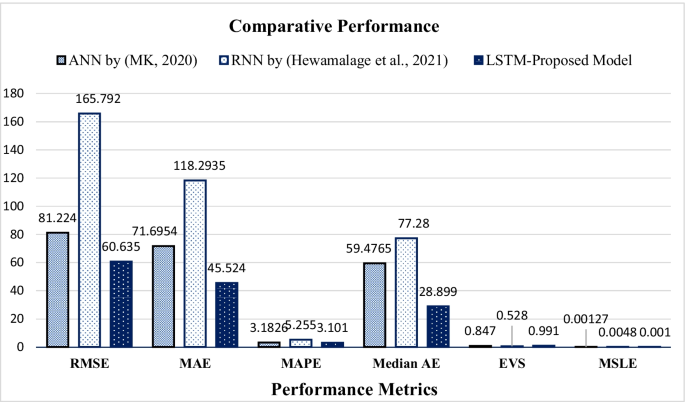 Comparative Performance
ANN by (MK, 2020) RNN by (Hewamalage et al., 2021) LSTM-Proposed Model
180
165.792
160
140
118.2935
120
100
81.224
80
71.6954
77.28
60.635
59.4765
60
45.524
40
28.899
20
3.1826 5.255 3.101
0.847 0.528 0.991
0.00127 0.0048 0.001
0
RMSE MAE MAPE Median AE EVS MSLE
Performance Metrics